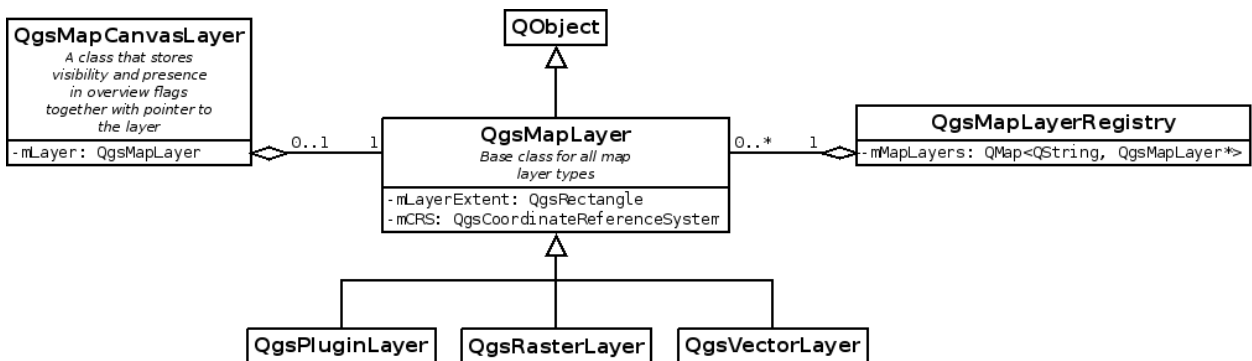 QObject
QgsMapCanvasLayer
A class that stores
visibility and presence
in overview flags
together with pointer to
the layer
-mLayer: QgsMapLayer
0..1
1
QgsMapLayer
Base class for all map
layer types
-mLayerExtent: QgsRectangle
-mCRS: QgsCoordinateReferenceSystem
0..*
1
QgsMapLayerRegistry
-mMapLayers: QMap<QString, QgsMapLayer*>
QgsPluginLayer
QgsRasterLayer
QgsVectorLayer